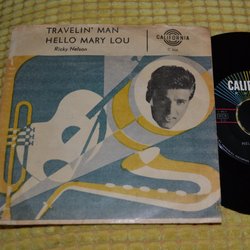 TRAVELIN' MAN
HELLO MARY LOU
Ricky Nelson
CALIFORNIA
CALIF